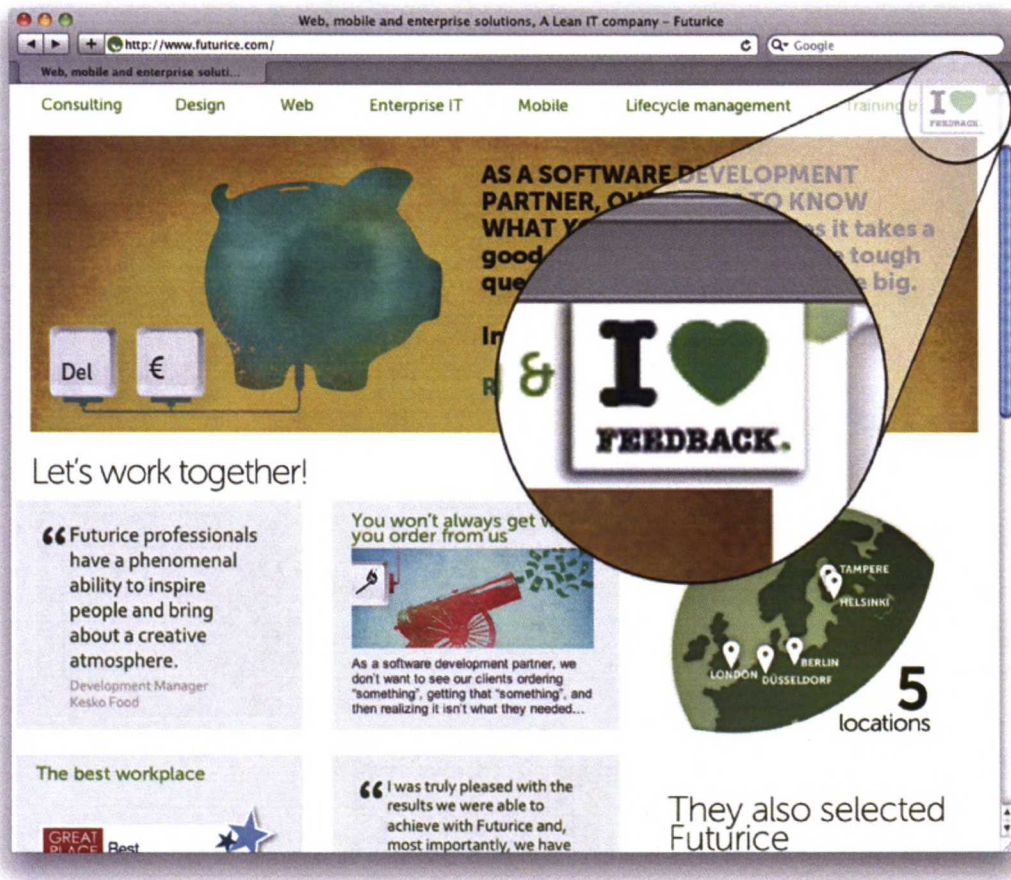 Web, mobile and enterprise solutions, A Lean IT company – Futurice
http://www.futurice.com/
Google
Web, mobile and enterprise soluti...
Consulting Design Web Enterprise IT Mobile Lifecycle management Training &
I
FEEDBACK.
AS A SOFTWARE DEVELOPMENT
PARTNER, TO KNOW
WHAT it takes a
good tough
big.
Del €
&
I
FEEDBACK.
Let's work together!
“ Futurice professionals
have a phenomenal
ability to inspire
people and bring
about a creative
atmosphere.
Development Manager
Kesko Food
You won't always get
you order from us
As a software development partner, we
don't want to see our clients ordering
"something", getting that "something", and
then realizing it isn't what they needed...
TAMPERE
HELSINKI
BERLIN
LONDON
DÜSSELDORF
5
locations
The best workplace
GREAT
PLACE Best
“ I was truly pleased with the
results we were able to
achieve with Futurice and,
most importantly, we have
They also selected
Futurice